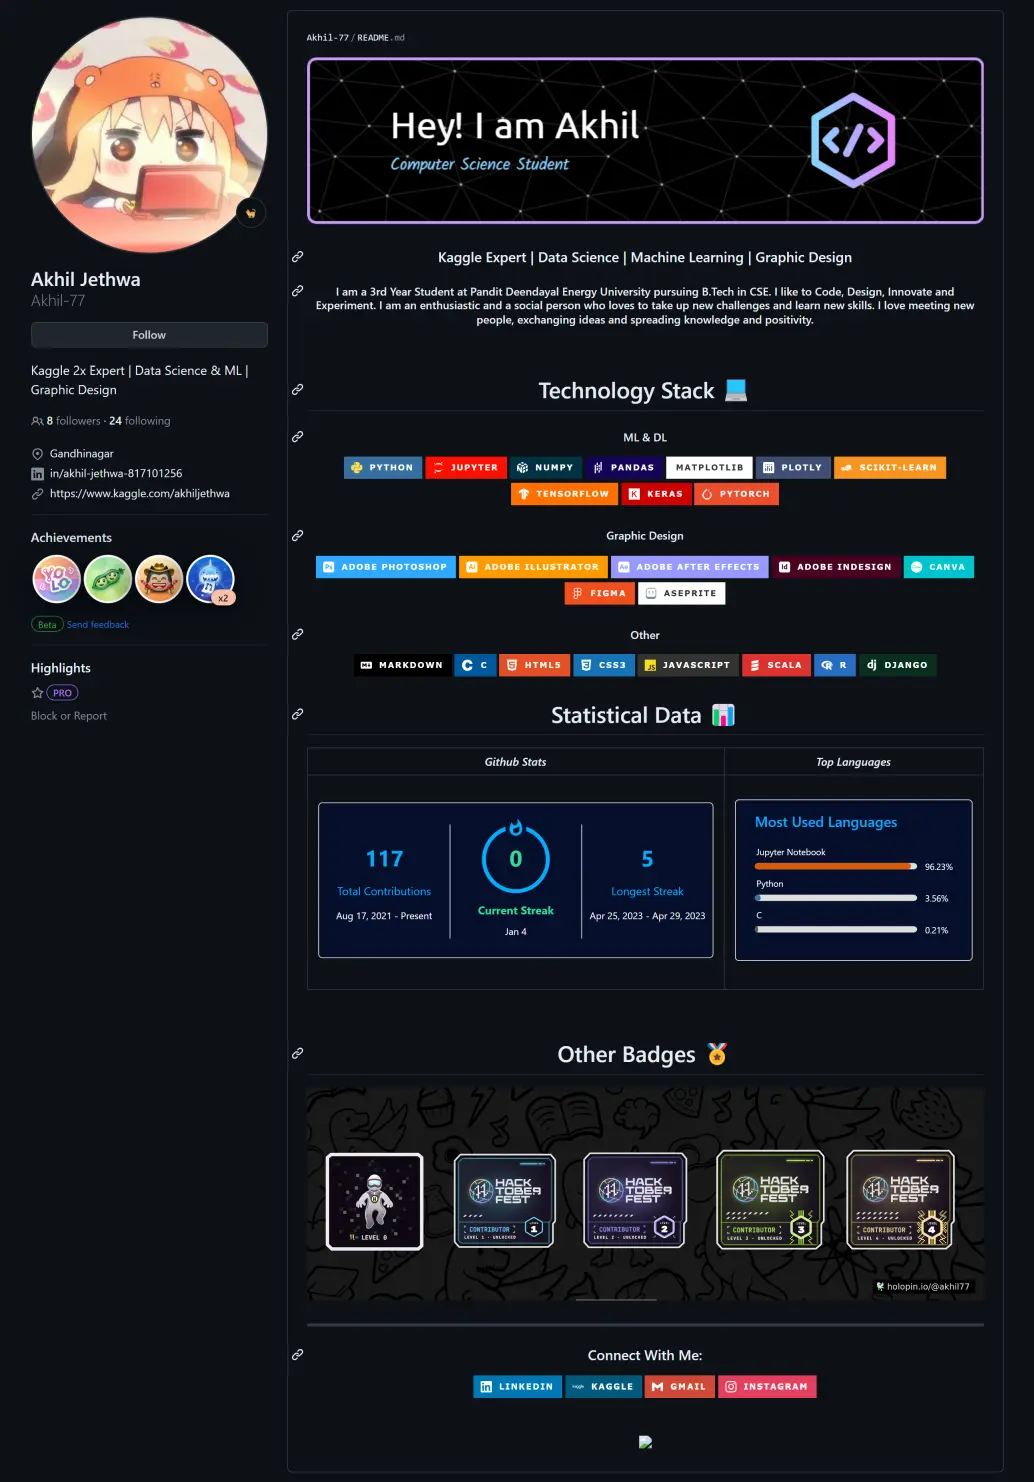 Akhil Jethwa
Akhil-77
Follow
Kaggle 2x Expert | Data Science & ML |
Graphic Design
8 followers · 24 following
Gandhinagar
in/akhil-jethwa-817101256
https://www.kaggle.com/akhiljethwa
Achievements
YOLO
x2
Beta Send feedback
Highlights
PRO
Block or Report
Akhil-77/README.md
Hey! I am Akhil
Computer Science Student
</>
Kaggle Expert | Data Science | Machine Learning | Graphic Design
I am a 3rd Year Student at Pandit Deendayal Energy University pursuing B.Tech in CSE. I like to Code, Design, Innovate and
Experiment. I am an enthusiastic and a social person who loves to take up new challenges and learn new skills. I love meeting new
people, exchanging ideas and spreading knowledge and positivity.
Technology Stack
ML & DL
PYTHON JUPYTER NUMPY PANDAS MATPLOTLIB PLOTLY SCIKIT-LEARN
TENSORFLOW K KERAS PYTORCH
Graphic Design
ADOBE PHOTOSHOP Ai ADOBE ILLUSTRATOR Ae ADOBE AFTER EFFECTS Id ADOBE INDESIGN CANVA
FIGMA ASEPRITE
Other
MARKDOWN C C HTML5 CSS3 JS JAVASCRIPT SCALA R R dj DJANGO
Statistical Data
Github Stats
117
Total Contributions
Aug 17, 2021 - Present
0
Current Streak
Jan 4
5
Longest Streak
Apr 25, 2023 - Apr 29, 2023
Top Languages
Most Used Languages
Jupyter Notebook
96.23%
Python
3.56%
C
0.21%
Other Badges
LEVEL 0
HACK
TOBER
FEST
CONTRIBUTOR
LEVEL 1 - UNLOCKED
1
HACK
TOBER
FEST
CONTRIBUTOR
LEVEL 2 - UNLOCKED
2
HACK
TOBER
FEST
CONTRIBUTOR
LEVEL 3 - UNLOCKED
3
HACK
TOBER
FEST
CONTRIBUTOR
LEVEL 4 - UNLOCKED
4
holopin.io/@akhil77
Connect With Me:
in LINKEDIN kaggle KAGGLE GMAIL INSTAGRAM